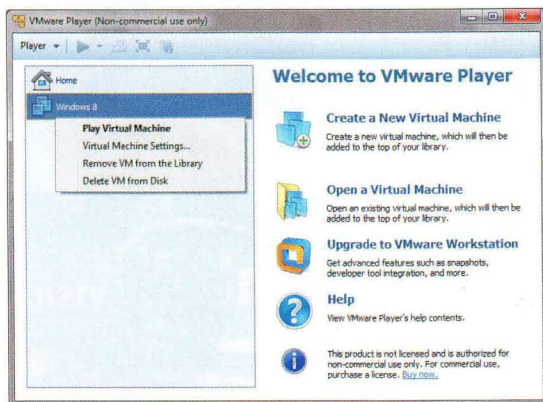 VMware Player (Non-commercial use only)
Player
Home
Windows 8
Play Virtual Machine
Virtual Machine Settings...
Remove VM from the Library
Delete VM from Disk
Welcome to VMware Player
Create a New Virtual Machine
Create a new virtual machine, which will then be
added to the top of your library.
Open a Virtual Machine
Open an existing virtual machine, which will then be
added to the top of your library.
Upgrade to VMware Workstation
Get advanced features such as snapshots,
developer tool integration, and more.
Help
View VMware Player's help contents.
This product is not licensed and is authorized for
non-commercial use only. For commercial use,
purchase a license. Buy now.